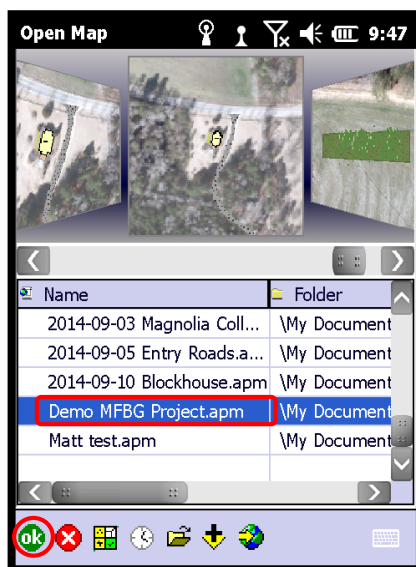 Open Map 9:47
Name Folder
2014-09-03 Magnolia Coll... \My Document
2014-09-05 Entry Roads.a... \My Document
2014-09-10 Blockhouse.apm \My Document
Demo MFBG Project.apm \My Document
Matt test.apm \My Document
ok